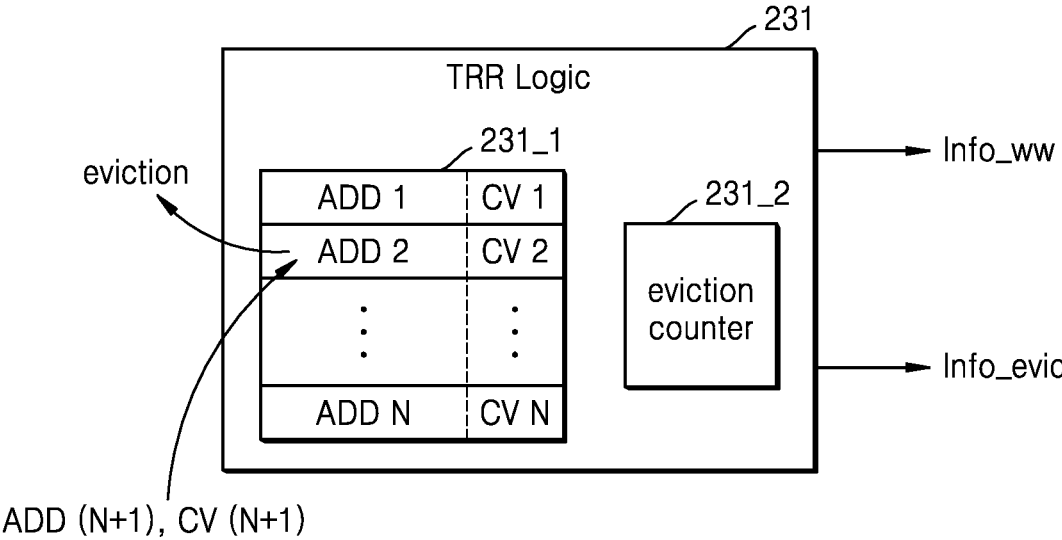 231
TRR Logic
231_1
eviction
ADD 1 CV 1
ADD 2 CV 2
ADD N CV N
231_2
eviction
counter
Info_ww
Info_evic
ADD (N+1), CV (N+1)